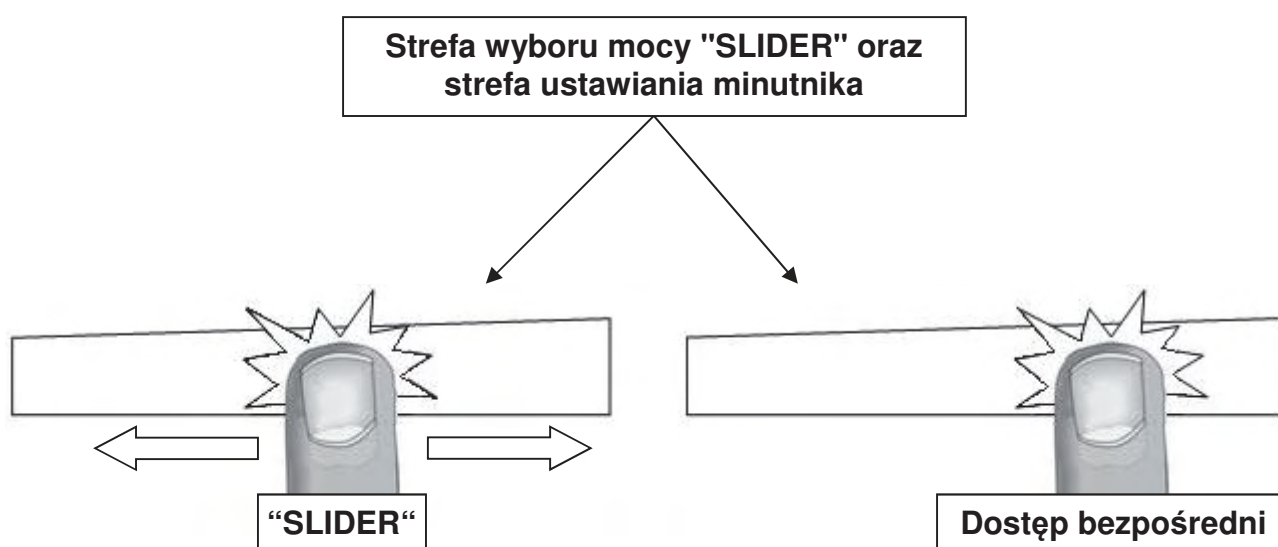 Strefa wyboru mocy "SLIDER" oraz
strefa ustawiania minutnika
“SLIDER“
Dostęp bezpośredni